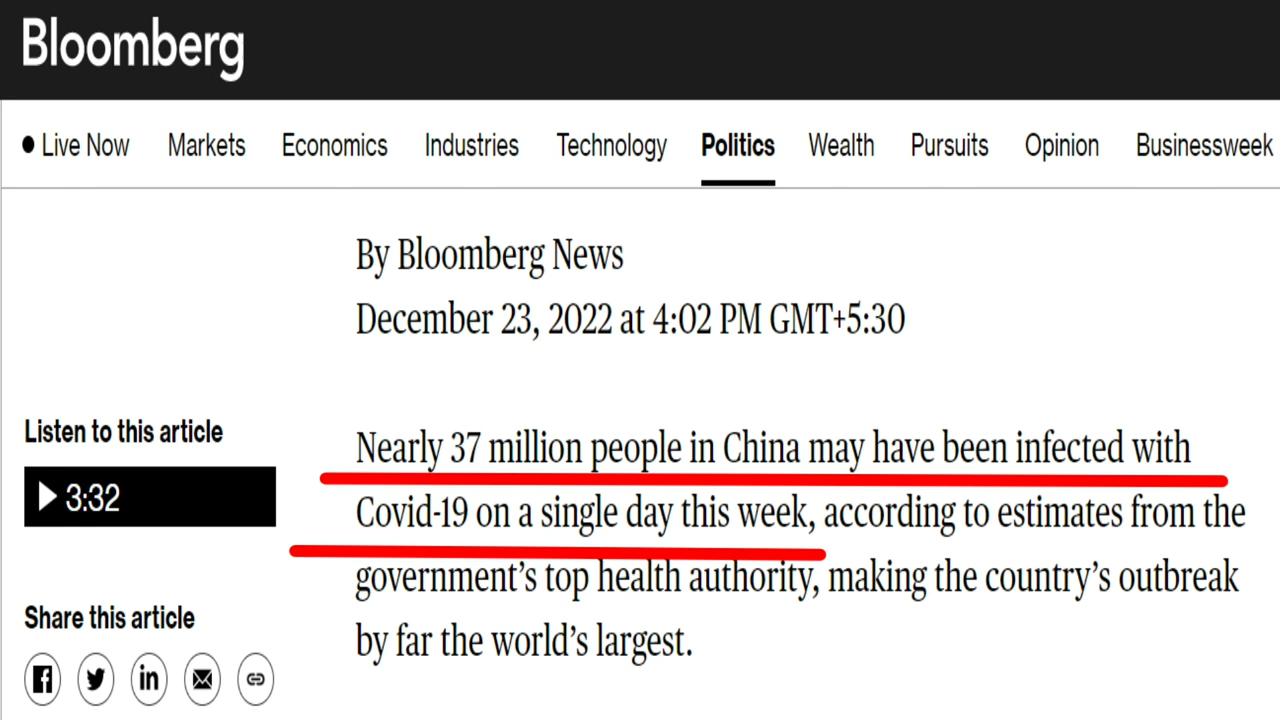 Bloomberg
Live Now Markets Economics Industries Technology Politics Wealth Pursuits Opinion Businessweek
By Bloomberg News
December 23, 2022 at 4:02 PM GMT+5:30
Listen to this article
3:32
Share this article
Nearly 37 million people in China may have been infected with
Covid-19 on a single day this week, according to estimates from the
government’s top health authority, making the country’s outbreak
by far the world’s largest.